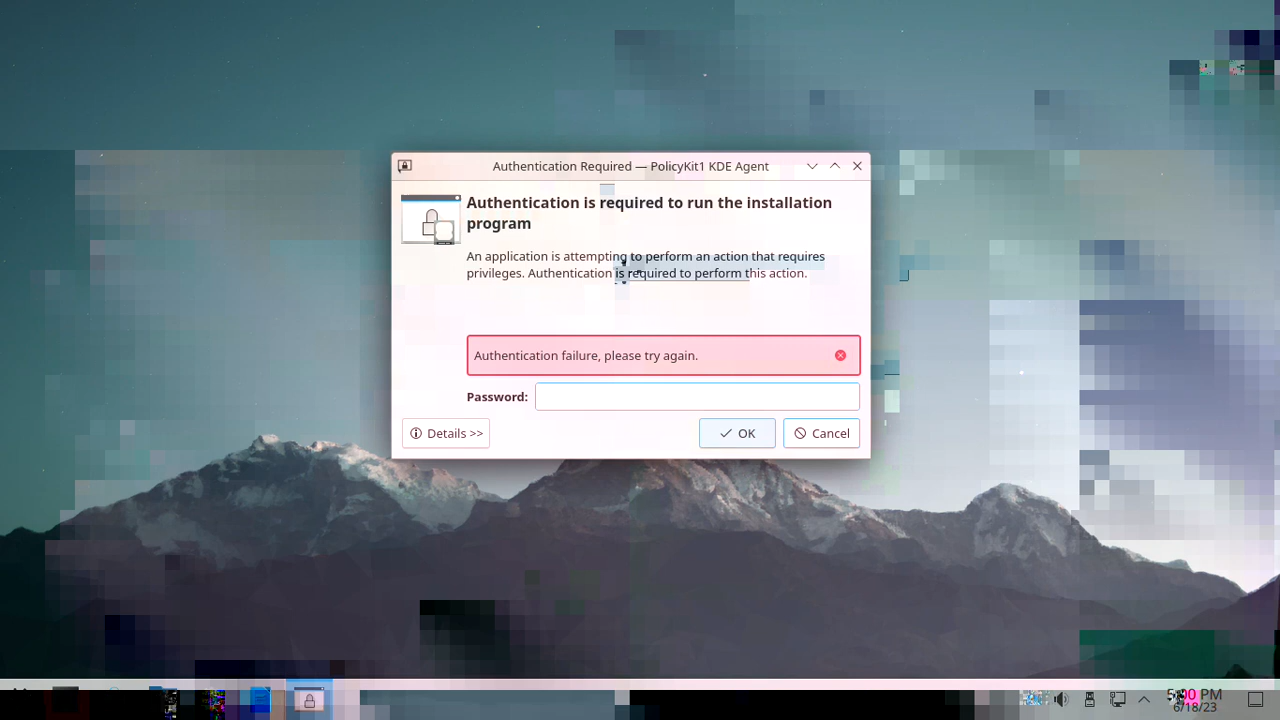 Authentication Required — PolicyKit1 KDE Agent
Authentication is required to run the installation
program
An application is attempting to perform an action that requires
privileges. Authentication is required to perform this action.
Authentication failure, please try again.
Password:
Details >>
OK
Cancel
PM
6/18/23